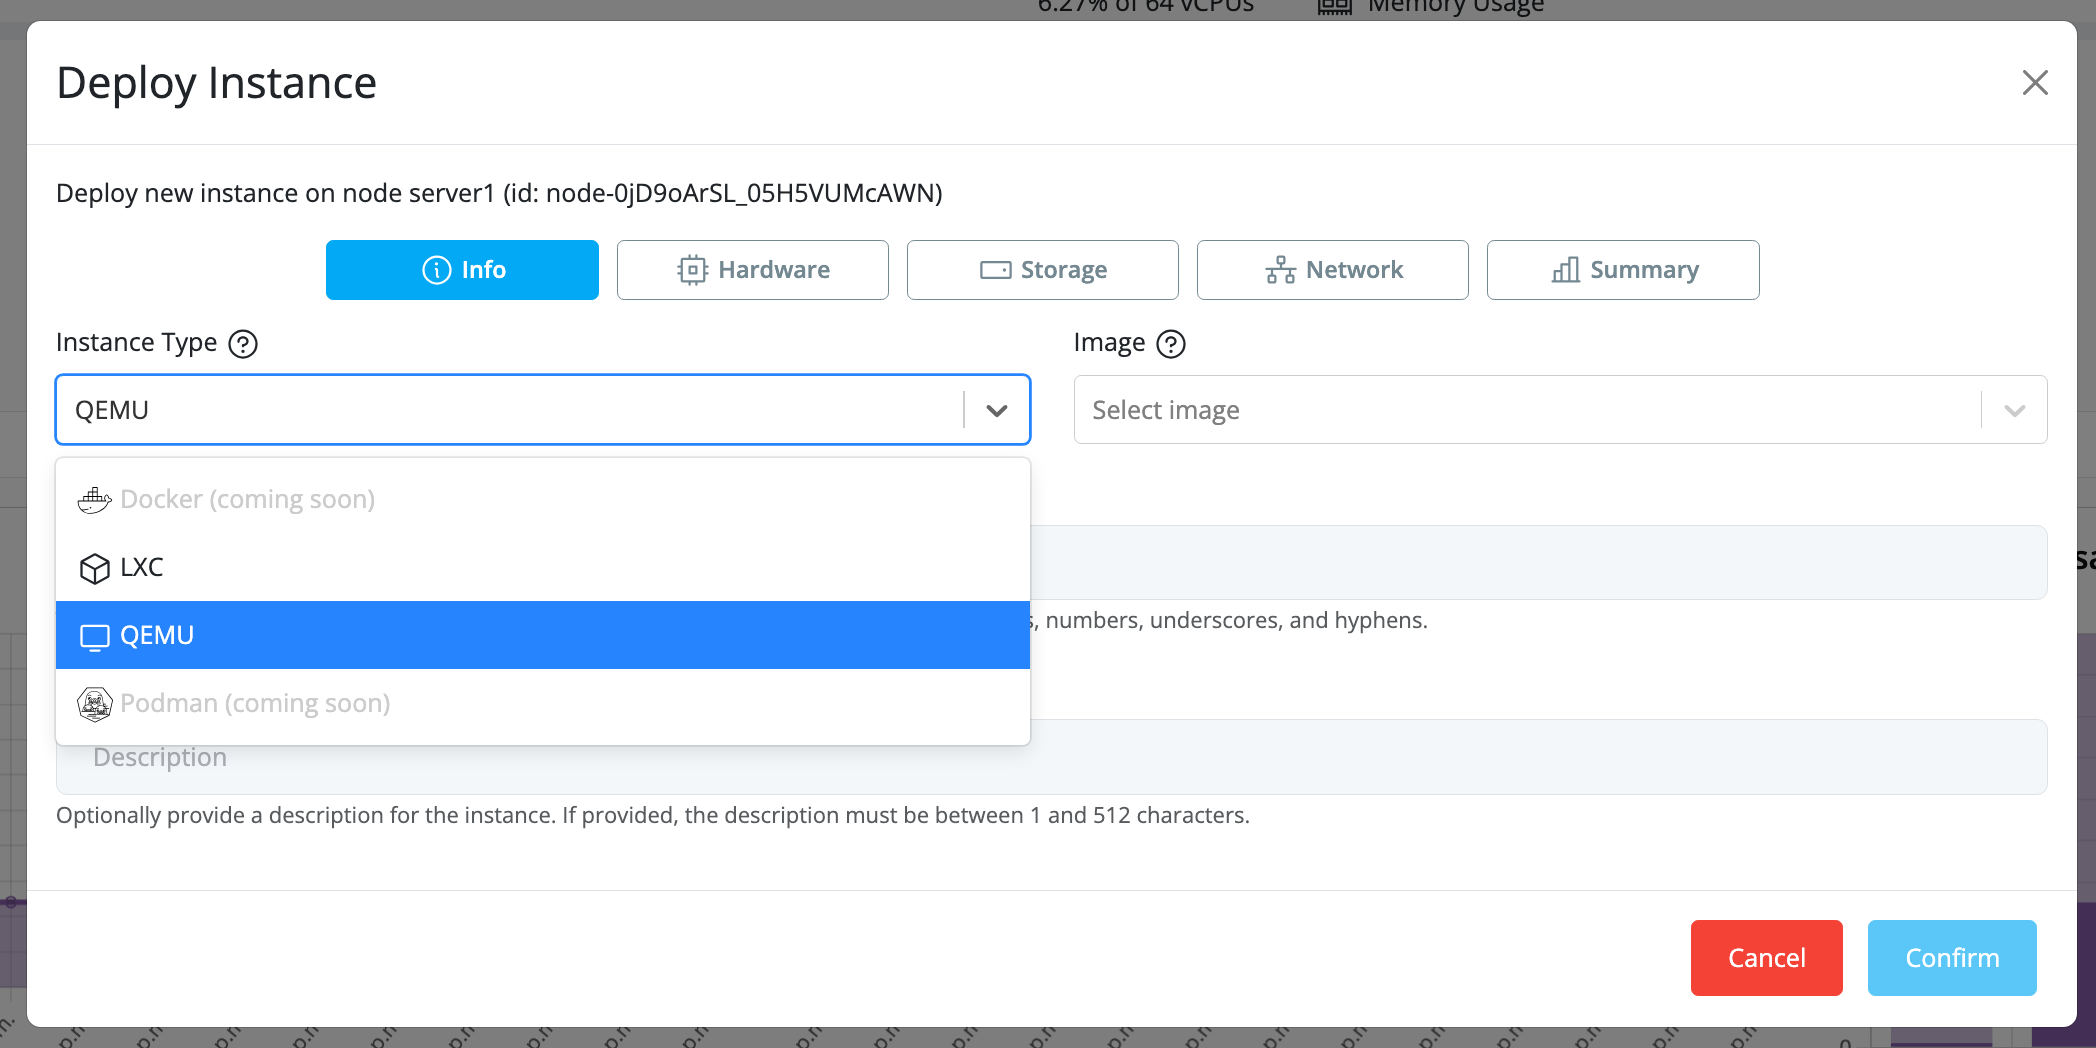 6.27% of 64 vCPUs Memory Usage
Deploy Instance
Deploy new instance on node server1 (id: node-0jD9oArSL_05H5VUMcAWN)
Info Hardware Storage Network Summary
Instance Type Image
QEMU Select image
Docker (coming soon)
LXC
QEMU
numbers, underscores, and hyphens.
Podman (coming soon)
Description
Optionally provide a description for the instance. If provided, the description must be between 1 and 512 characters.
Cancel Confirm